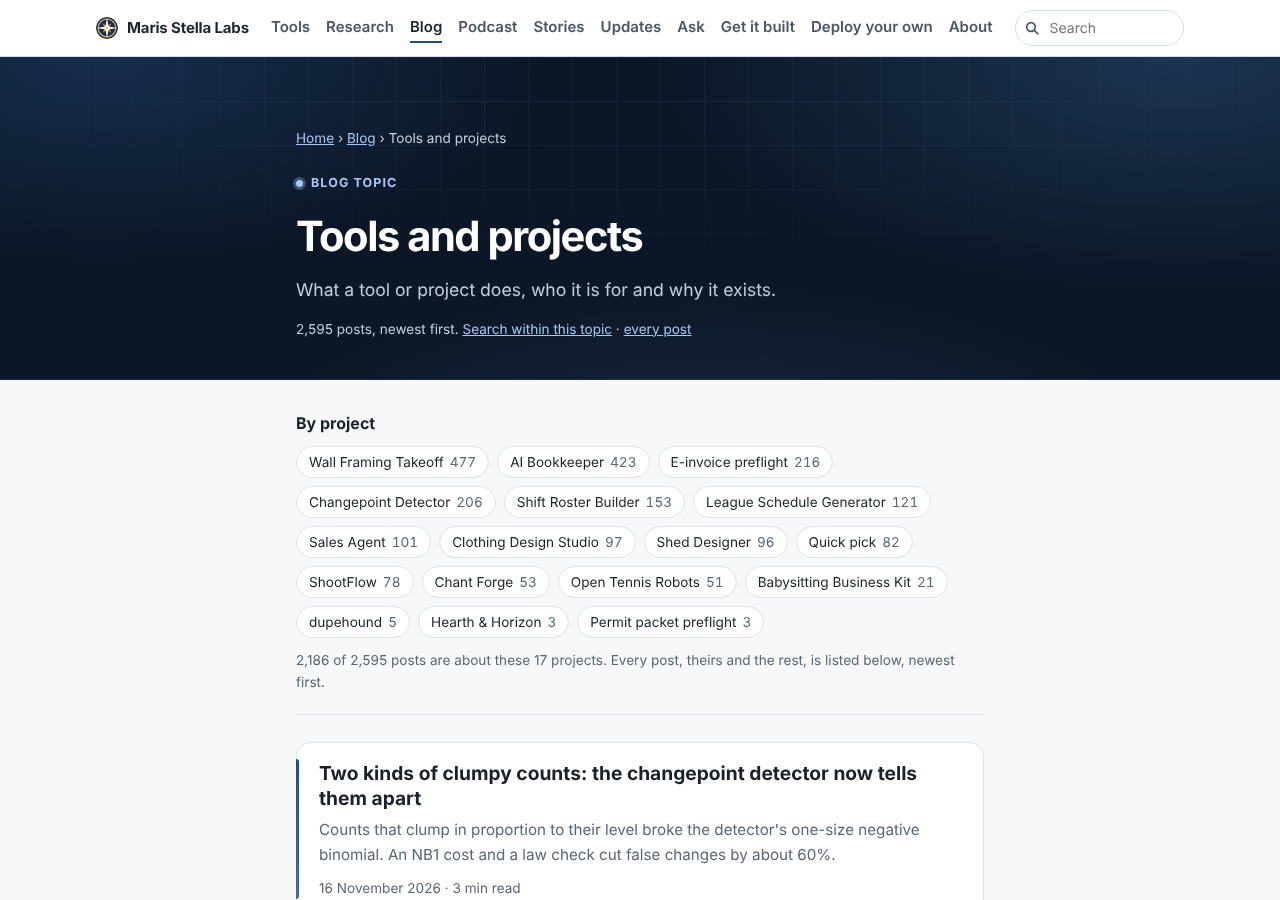 Maris Stella Labs Tools Research Blog Podcast Stories Updates Ask Get it built Deploy your own About Search
Home › Blog › Tools and projects
BLOG TOPIC
Tools and projects
What a tool or project does, who it is for and why it exists.
2,595 posts, newest first. Search within this topic · every post
By project
Wall Framing Takeoff 477 AI Bookkeeper 423 E-invoice preflight 216
Changepoint Detector 206 Shift Roster Builder 153 League Schedule Generator 121
Sales Agent 101 Clothing Design Studio 97 Shed Designer 96 Quick pick 82
ShootFlow 78 Chant Forge 53 Open Tennis Robots 51 Babysitting Business Kit 21
dupehound 5 Hearth & Horizon 3 Permit packet preflight 3
2,186 of 2,595 posts are about these 17 projects. Every post, theirs and the rest, is listed below, newest
first.
Two kinds of clumpy counts: the changepoint detector now tells
them apart
Counts that clump in proportion to their level broke the detector's one-size negative
binomial. An NB1 cost and a law check cut false changes by about 60%.
16 November 2026 · 3 min read